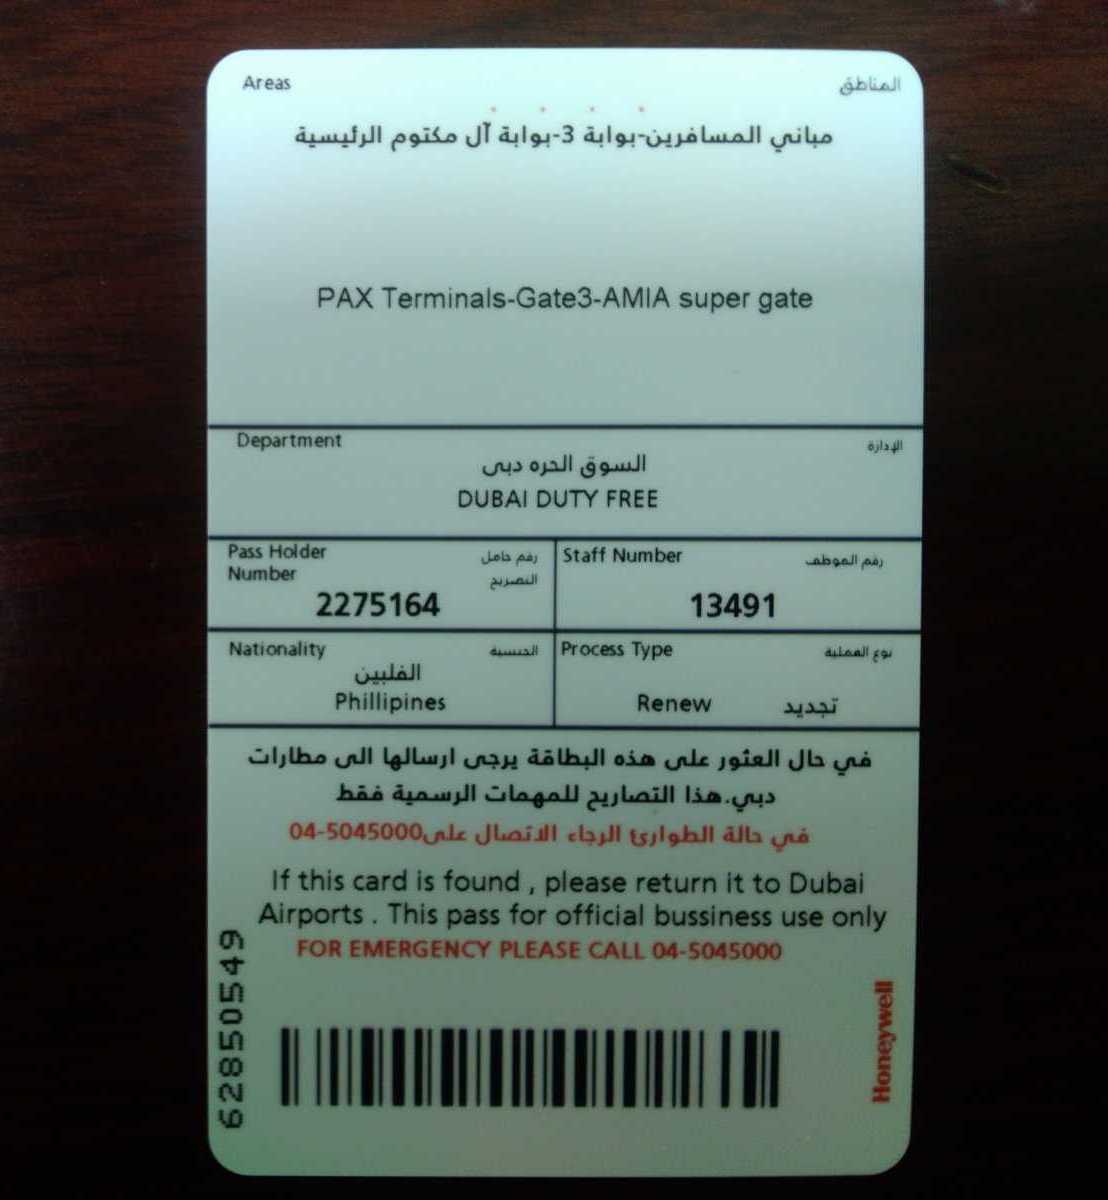 Areas المناطق
مباني المسافرين-بوابة 3-بوابة آل مكتوم الرئيسية
PAX Terminals-Gate3-AMIA super gate
Department الإدارة
السوق الحره دبى
DUBAI DUTY FREE
Pass Holder رقم حامل
Number التصريح
2275164
Staff Number رقم الموظف
13491
Nationality الجنسية
الفلبين
Phillipines
Process Type نوع العملية
Renew تجديد
في حال العثور على هذه البطاقة يرجى ارسالها الى مطارات
دبي.هذا التصاريح للمهمات الرسمية فقط
في حالة الطوارئ الرجاء الاتصال على04-5045000
If this card is found , please return it to Dubai
Airports . This pass for official bussiness use only
FOR EMERGENCY PLEASE CALL 04-5045000
62850549
Honeywell